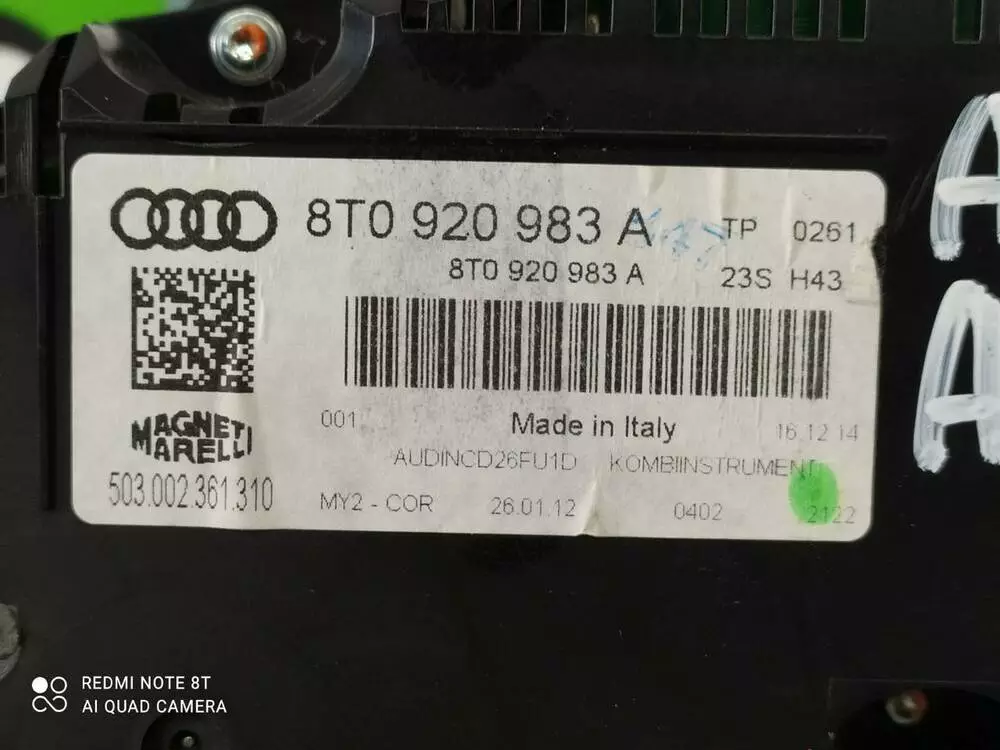 8T0 920 983 A TP 0261
8T0 920 983 A 23S H43
MAGNETI
MARELLI
503.002.361.310
001 Made in Italy 16:12 14
AUDINCD26FU1D KOMBIINSTRUMENT
MY2 - COR 26.01.12 0402 2122
A
A
REDMI NOTE 8T
AI QUAD CAMERA